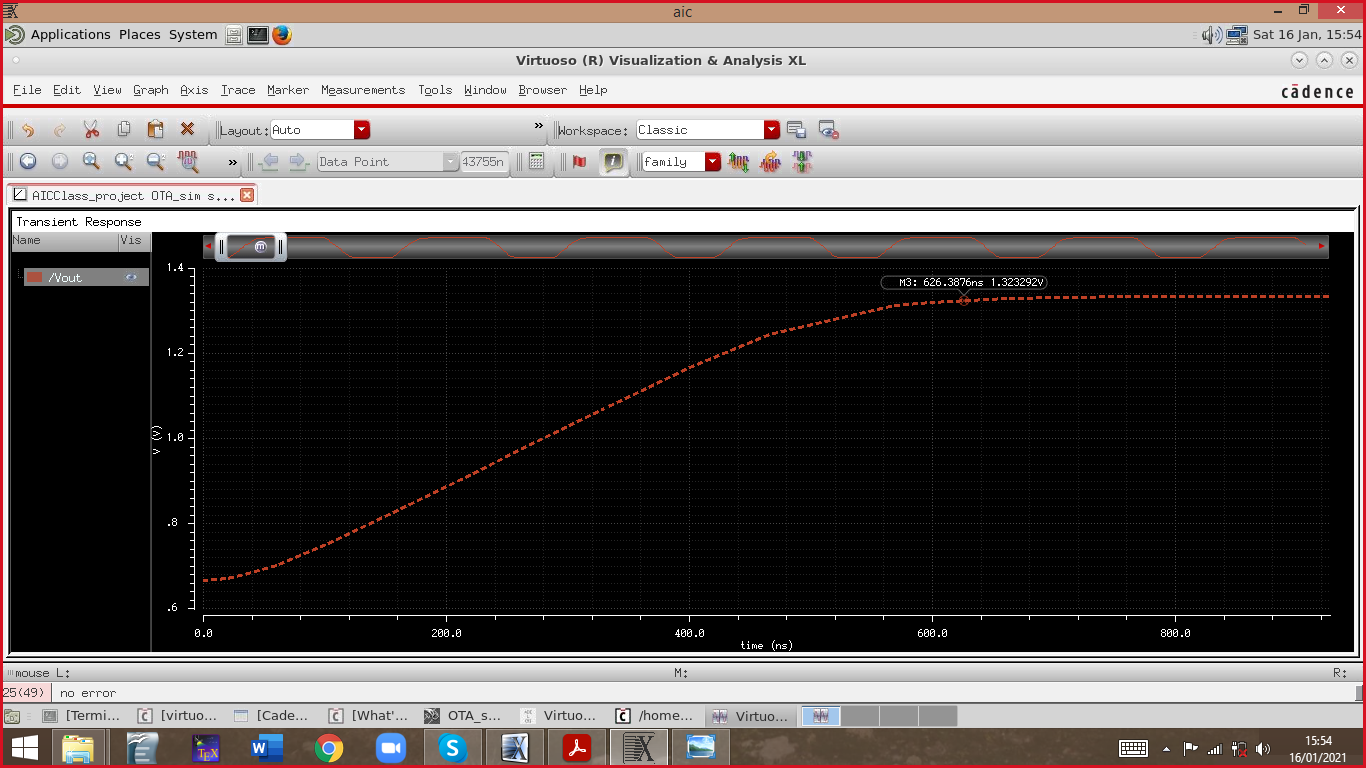 aic
Applications Places System
Sat 16 Jan, 15:54
Virtuoso (R) Visualization & Analysis XL
File Edit View Graph Axis Trace Marker Measurements Tools Window Browser Help
cādence
Layout: Auto
»
Workspace: Classic
»
Data Point
43755n
family
AICClass_project OTA_sim s...
Transient Response
Name Vis
/Vout
m
M3: 626.3876ns 1.323292V
1.4
1.2
1.0
.8
.6
V (V)
0.0 200.0 400.0 600.0 800.0
time (ns)
mouse L: M: R:
25(49) no error
[Termi... [virtuo... [Cade... [What'... OTA_s... Virtuo... /home... Virtuo...
TEX
15:54
16/01/2021